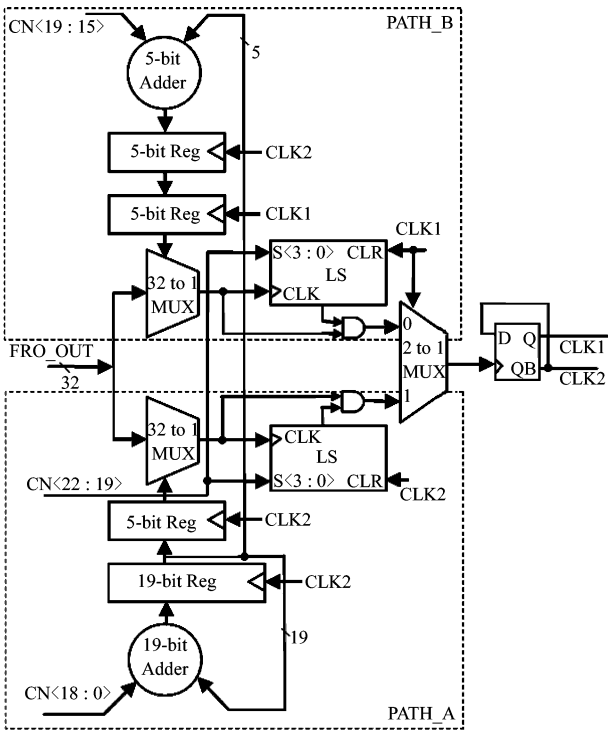 CN<19 : 15>
PATH_B
5
5-bit
Adder
5-bit Reg
CLK2
5-bit Reg
CLK1
CLK1
32 to 1
MUX
S<3 : 0> CLR
LS
CLK
0
2 to 1
MUX
1
D Q
QB
CLK1
CLK2
FRO_OUT
32
32 to 1
MUX
CLK
LS
S<3 : 0> CLR
CLK2
CN<22 : 19>
5-bit Reg
CLK2
19-bit Reg
CLK2
19
19-bit
Adder
CN<18 : 0>
PATH_A